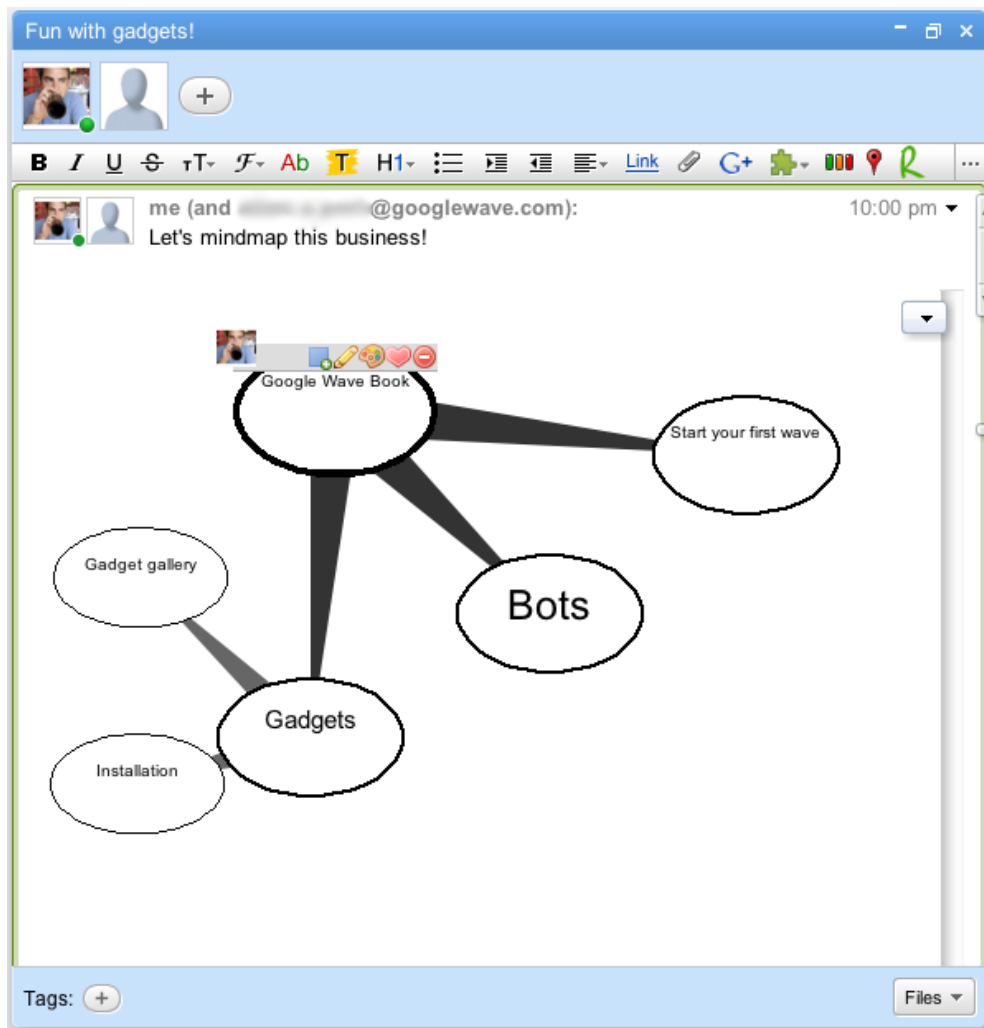 Fun with gadgets!
B I U S TT F Ab T H1 Link G+ R ...
me (and @googlewave.com): 10:00 pm
Let's mindmap this business!
Google Wave Book
Start your first wave
Gadget gallery
Bots
Gadgets
Installation
Tags: + Files